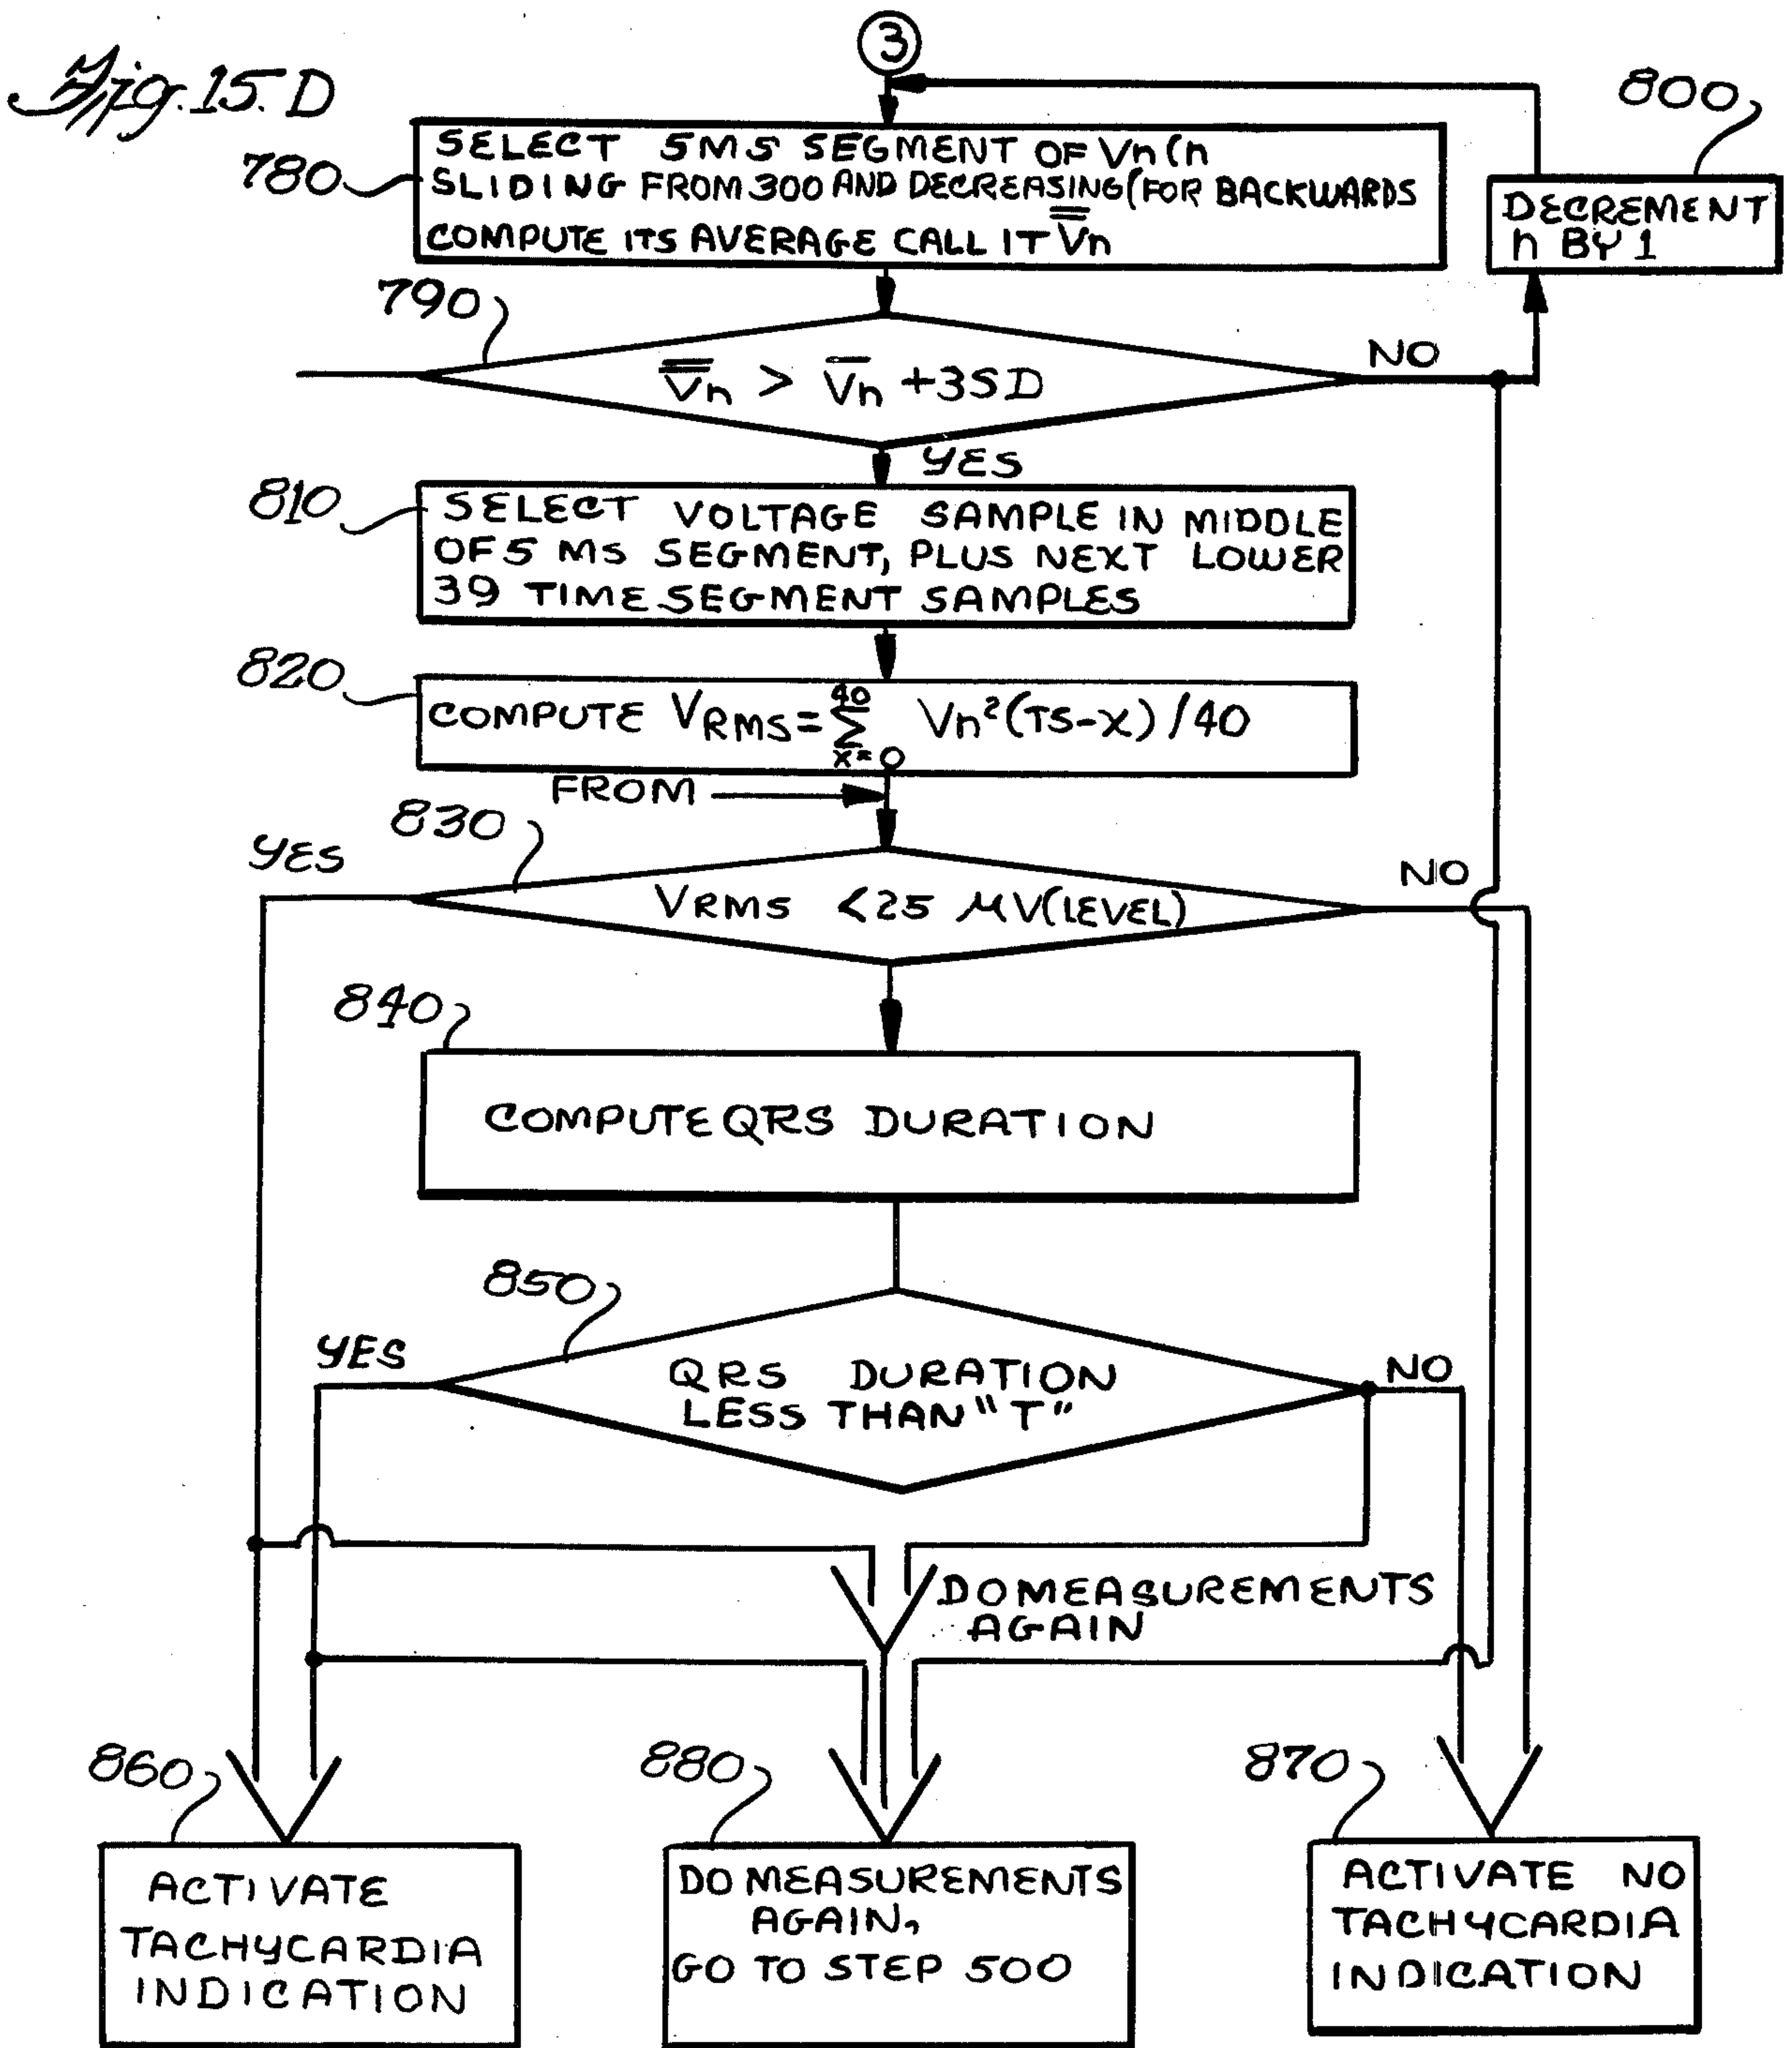 Fig. 15. D
3
800
780
SELECT 5MS SEGMENT OF Vn (n
SLIDING FROM 300 AND DECREASING (FOR BACKWARDS
COMPUTE ITS AVERAGE CALL IT V̿n
DECREMENT
n BY 1
790
V̿n > V̅n +3SD
NO
YES
810
SELECT VOLTAGE SAMPLE IN MIDDLE
OF 5 MS SEGMENT, PLUS NEXT LOWER
39 TIME SEGMENT SAMPLES
820
COMPUTE VRMS = 40 Σ x=0 Vn²(TS-X)/40
FROM
830
YES
VRMS <25 μV(LEVEL)
NO
840
COMPUTE QRS DURATION
850
YES
QRS DURATION
LESS THAN "T"
NO
DO MEASUREMENTS
AGAIN
860
ACTIVATE
TACHYCARDIA
INDICATION
880
DO MEASUREMENTS
AGAIN,
GO TO STEP 500
870
ACTIVATE NO
TACHYCARDIA
INDICATION